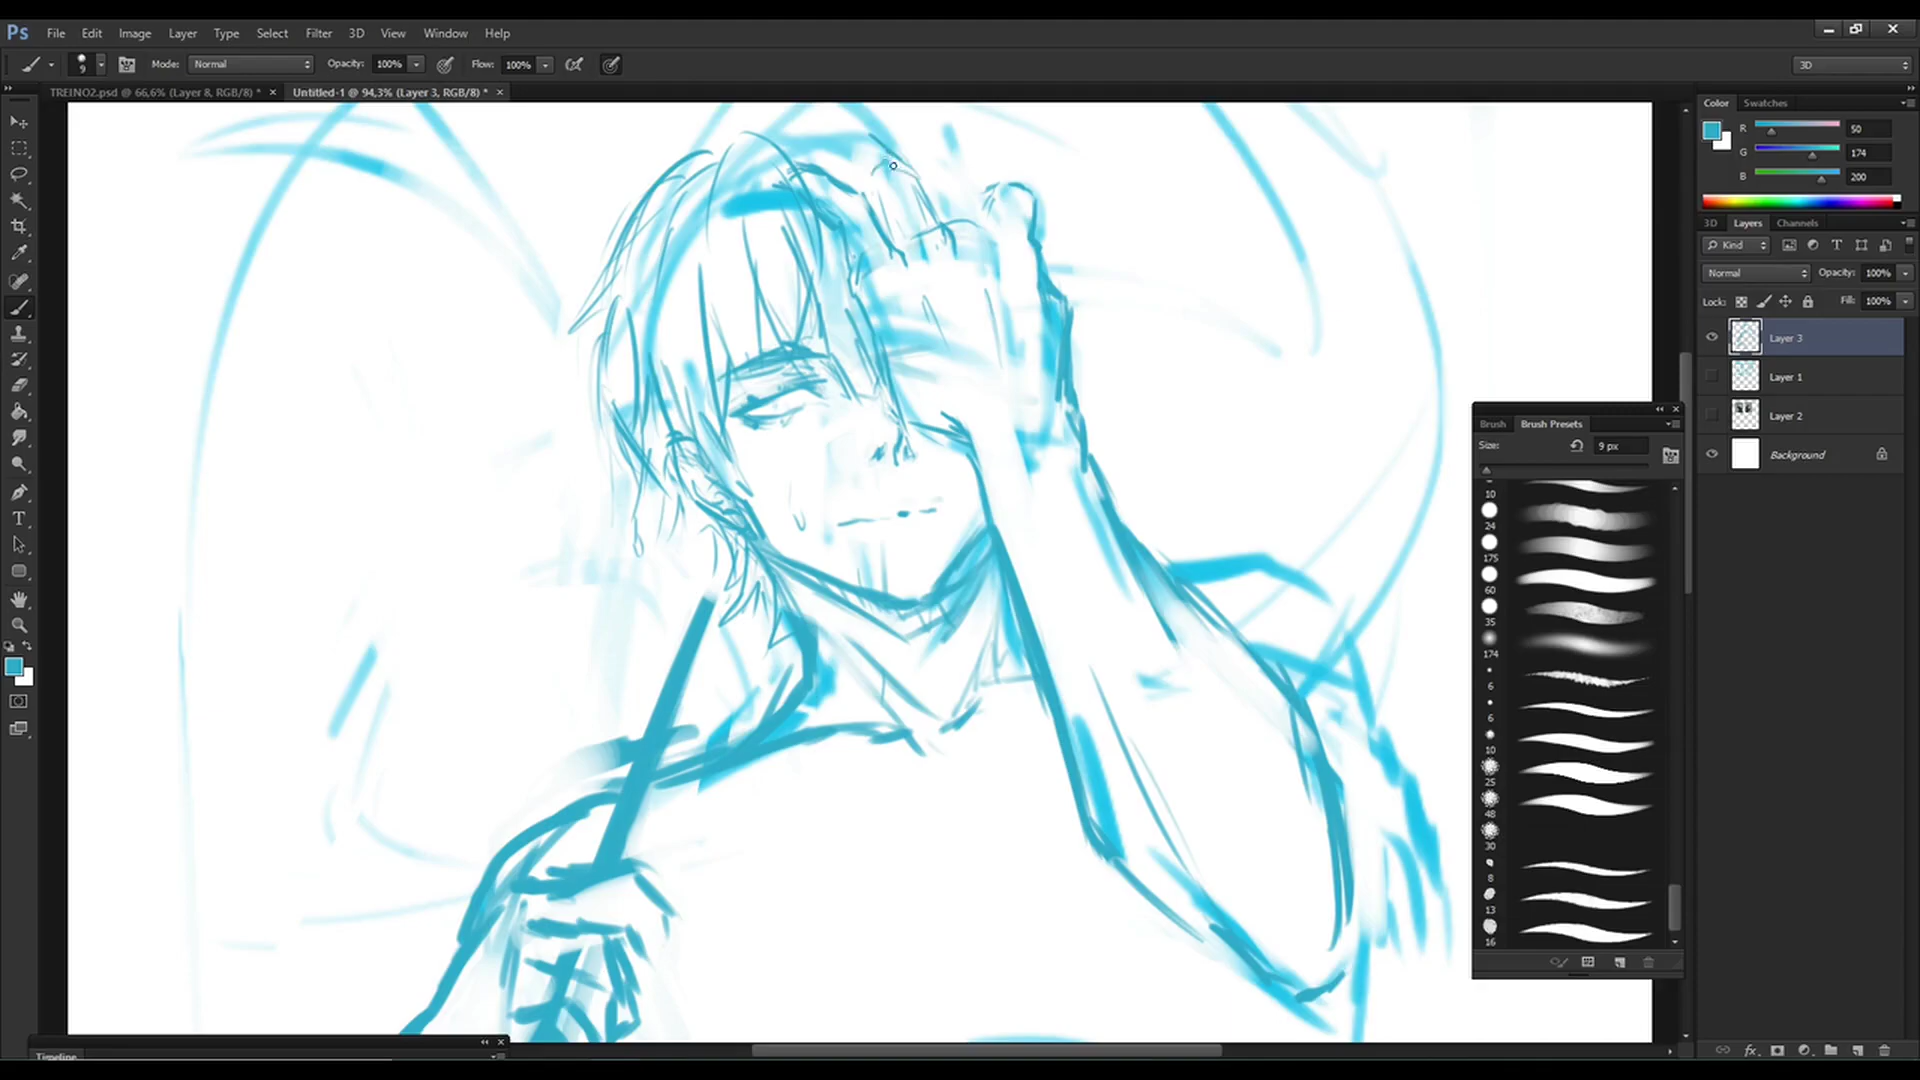 Ps File Edit Image Layer Type Select Filter 3D View Window Help
9 Mode: Normal Opacity: 100% Flow: 100% 3D
TREINO2.psd @ 66,6% (Layer 8, RGB/8) * × Untitled-1 @ 94,3% (Layer 3, RGB/8) * ×
Color Swatches
R 50
G 174
B 200
3D Layers Channels
Kind
Normal Opacity: 100%
Lock: Fill: 100%
Layer 3
Layer 1
Layer 2
Background
Brush Brush Presets
Size: 9 px
10
24
175
60
35
174
6
6
10
25
48
30
8
13
16
Timeline